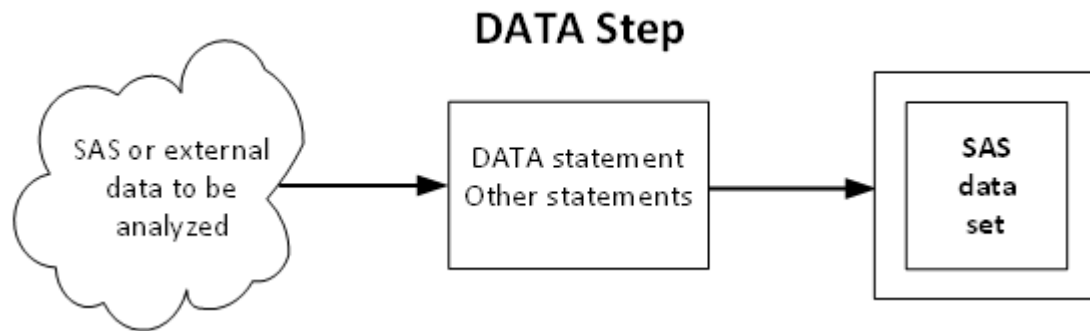 DATA Step
SAS or external
data to be
analyzed
DATA statement
Other statements
SAS
data
set